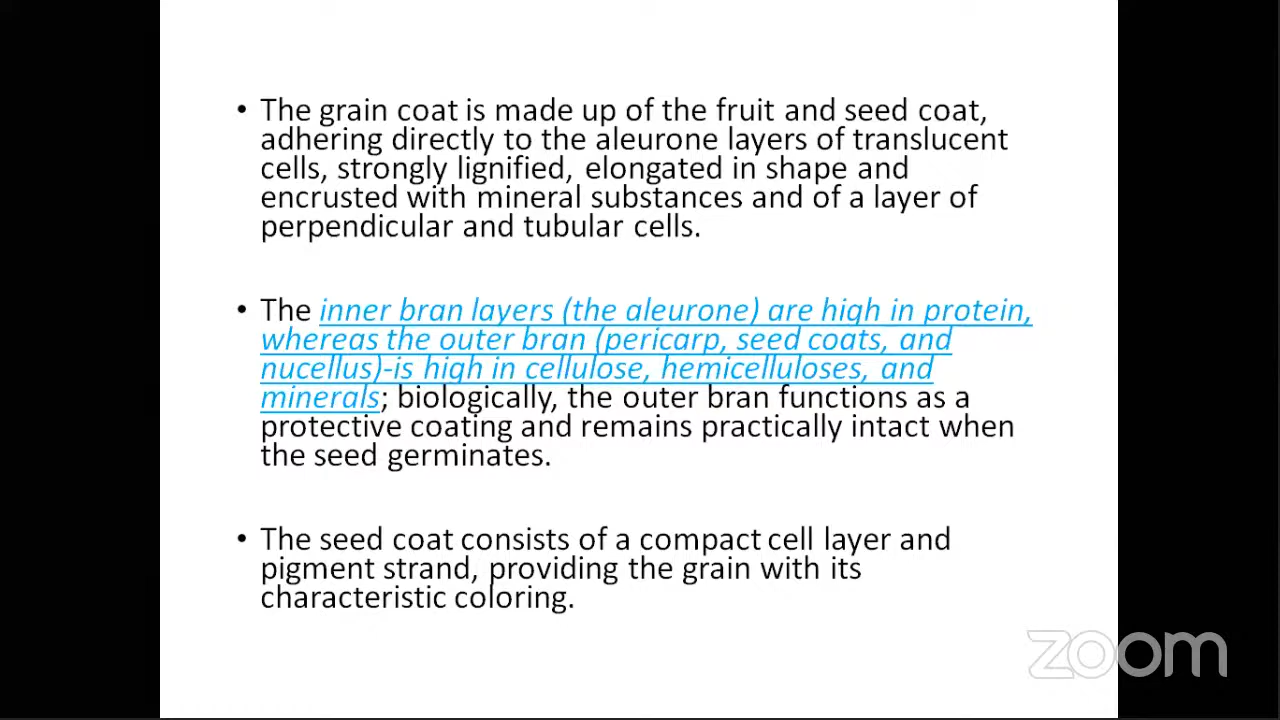 • The grain coat is made up of the fruit and seed coat,
adhering directly to the aleurone layers of translucent
cells, strongly lignified, elongated in shape and
encrusted with mineral substances and of a layer of
perpendicular and tubular cells.
• The inner bran layers (the aleurone) are high in protein,
whereas the outer bran (pericarp, seed coats, and
nucellus)-is high in cellulose, hemicelluloses, and
minerals; biologically, the outer bran functions as a
protective coating and remains practically intact when
the seed germinates.
• The seed coat consists of a compact cell layer and
pigment strand, providing the grain with its
characteristic coloring.
zoom